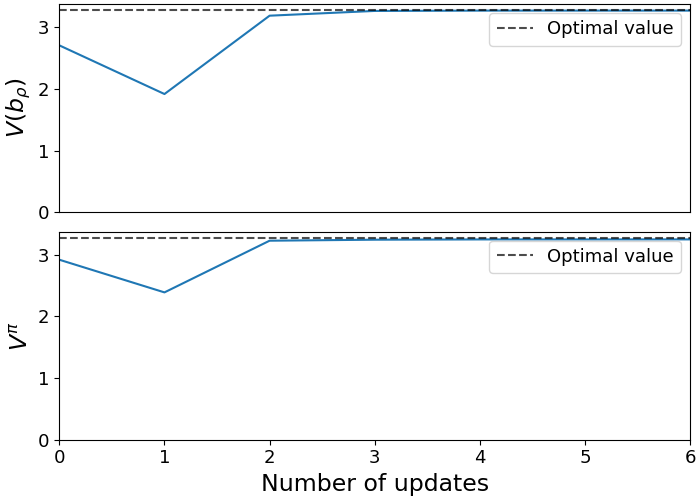 3
2
1
0
V(b_ρ)
Optimal value
3
2
1
0
V^π
Optimal value
0 1 2 3 4 5 6
Number of updates